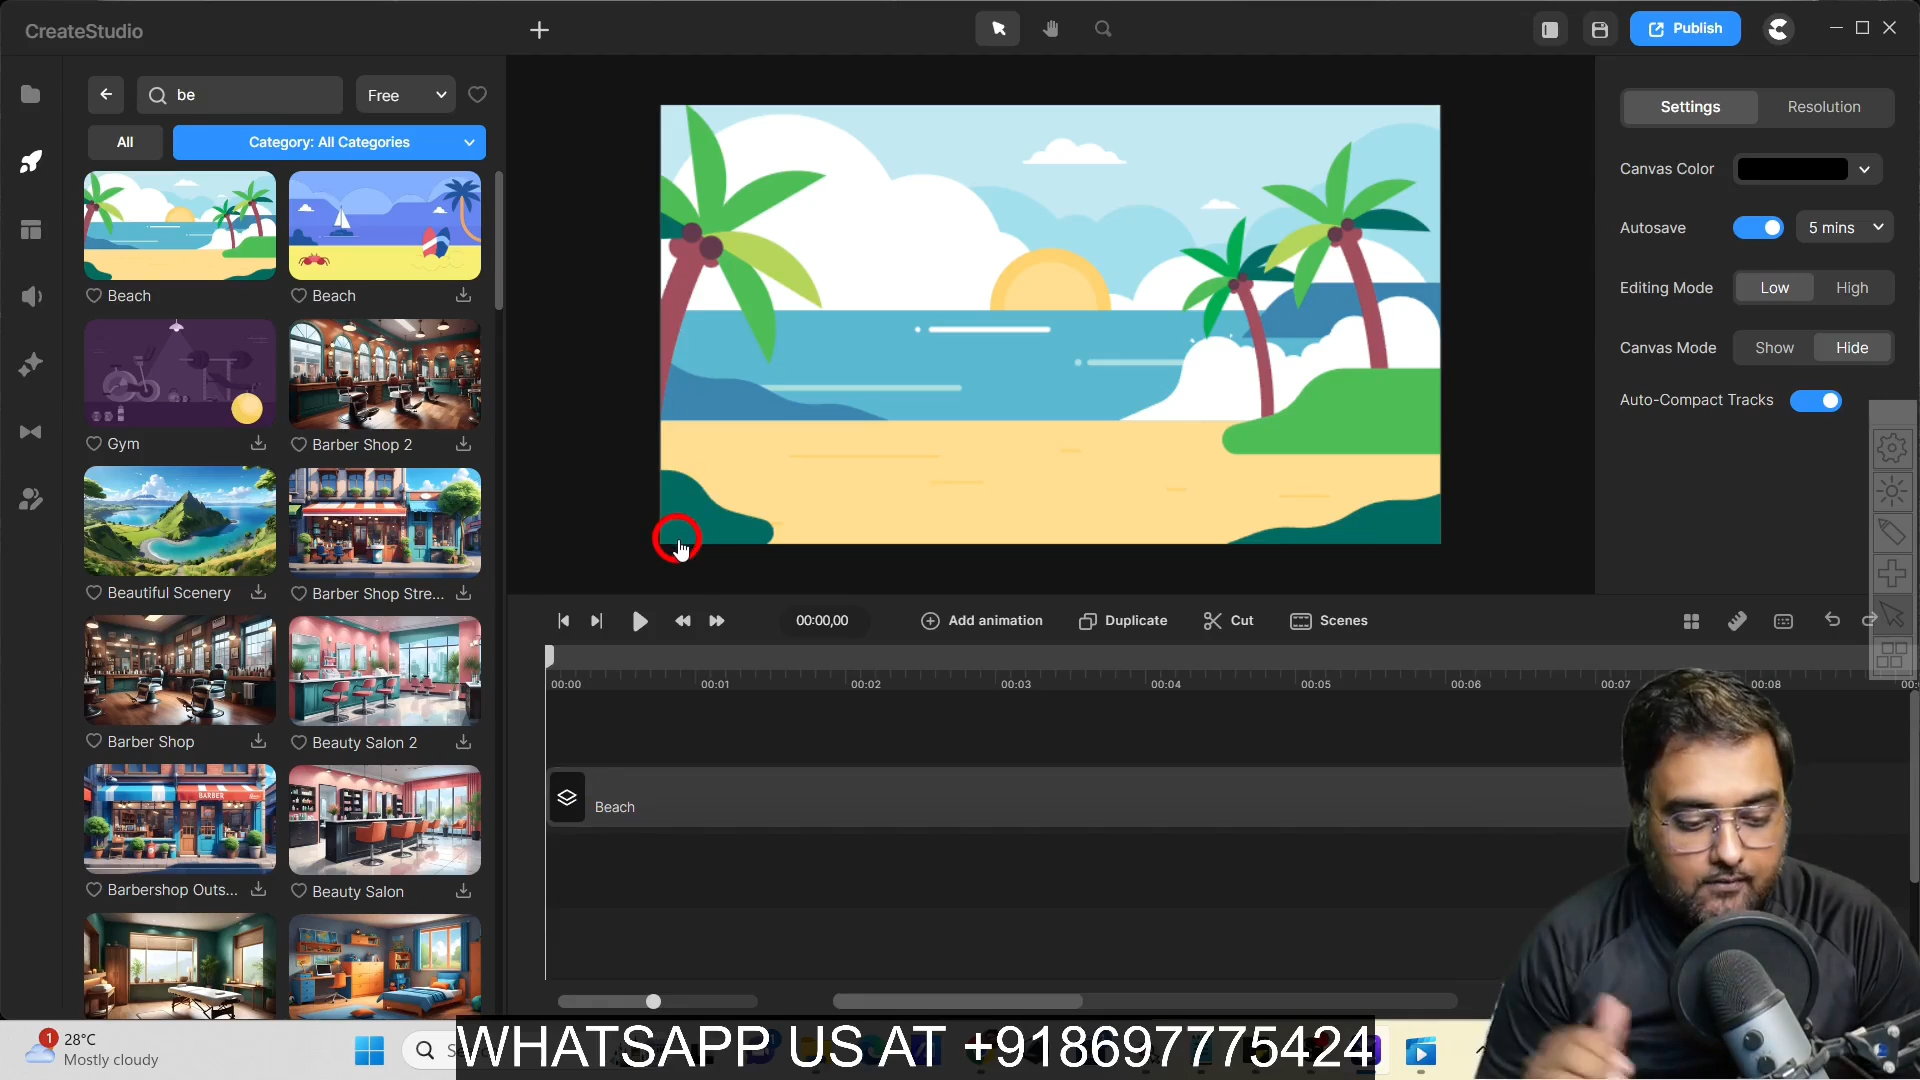 CreateStudio
Publish
be
Free
All
Category: All Categories
Beach
Beach
Gym
Barber Shop 2
Beautiful Scenery
Barber Shop Stre...
Barber Shop
Beauty Salon 2
BARBER
Barbershop Outs...
Beauty Salon
Settings
Resolution
Canvas Color
Autosave
5 mins
Editing Mode
Low
High
Canvas Mode
Show
Hide
Auto-Compact Tracks
00:00,00
Add animation
Duplicate
Cut
Scenes
00:00
00:01
00:02
00:03
00:04
00:05
00:06
00:07
00:08
Beach
1
28°C
Mostly cloudy
WHATSAPP US AT +918697775424